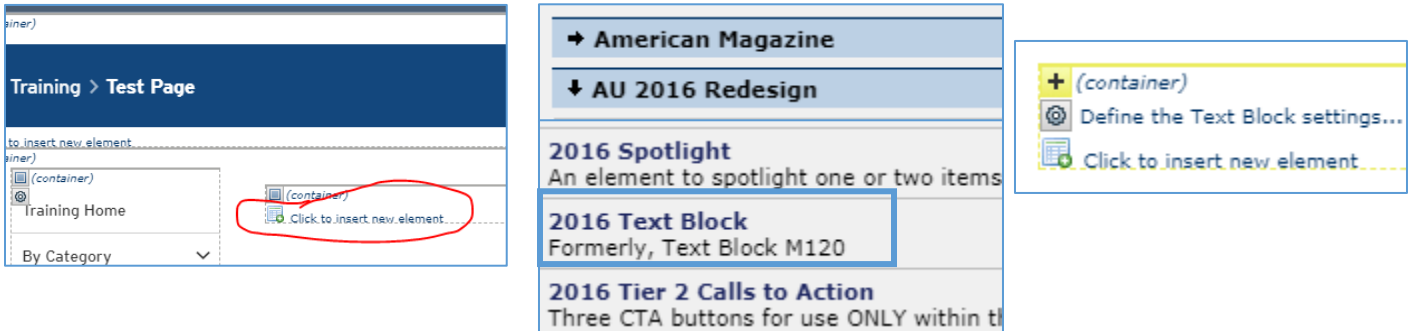 ainer)
Training > Test Page
to insert new element
ainer)
(container)
Training Home
By Category
(container)
Click to insert new element
American Magazine
AU 2016 Redesign
2016 Spotlight
An element to spotlight one or two items
2016 Text Block
Formerly, Text Block M120
2016 Tier 2 Calls to Action
Three CTA buttons for use ONLY within th
(container)
Define the Text Block settings...
Click to insert new element